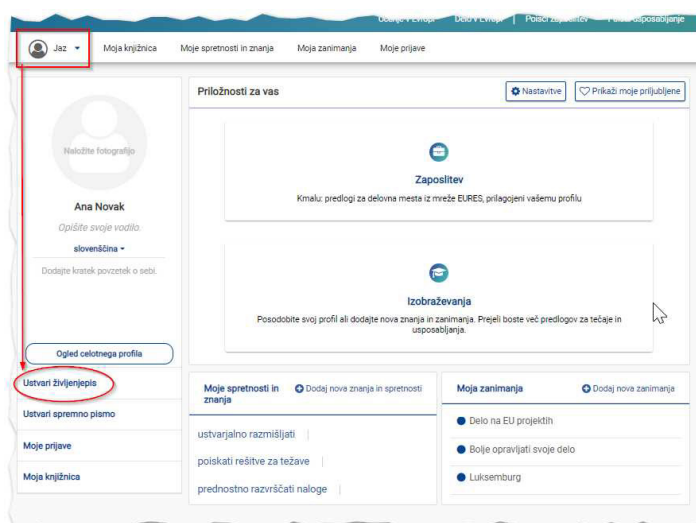 Učenje v Evropi Delo v Evropi Poišči zaposlitev usposabljanje
Jaz Moja knjižnica Moje spretnosti in znanja Moja zanimanja Moje prijave
Naložite fotografijo
Ana Novak
Opišite svoje vodilo.
slovenščina
Dodajte kratek povzetek o sebi.
Ogled celotnega profila
Ustvari življenjepis
Ustvari spremno pismo
Moje prijave
Moja knjižnica
Priložnosti za vas Nastavitve Prikaži moje priljubljene
Zaposlitev
Kmalu: predlogi za delovna mesta iz mreže EURES, prilagojeni vašemu profilu
Izobraževanja
Posodobite svoj profil ali dodajte nova znanja in zanimanja. Prejeli boste več predlogov za tečaje in
usposabljanja.
Moje spretnosti in Dodaj nova znanja in spretnosti
znanja
ustvarjalno razmišljati
poiskati rešitve za težave
prednostno razvrščati naloge
Moja zanimanja Dodaj nova zanimanja
Delo na EU projektih
Bolje opravljati svoje delo
Luksemburg